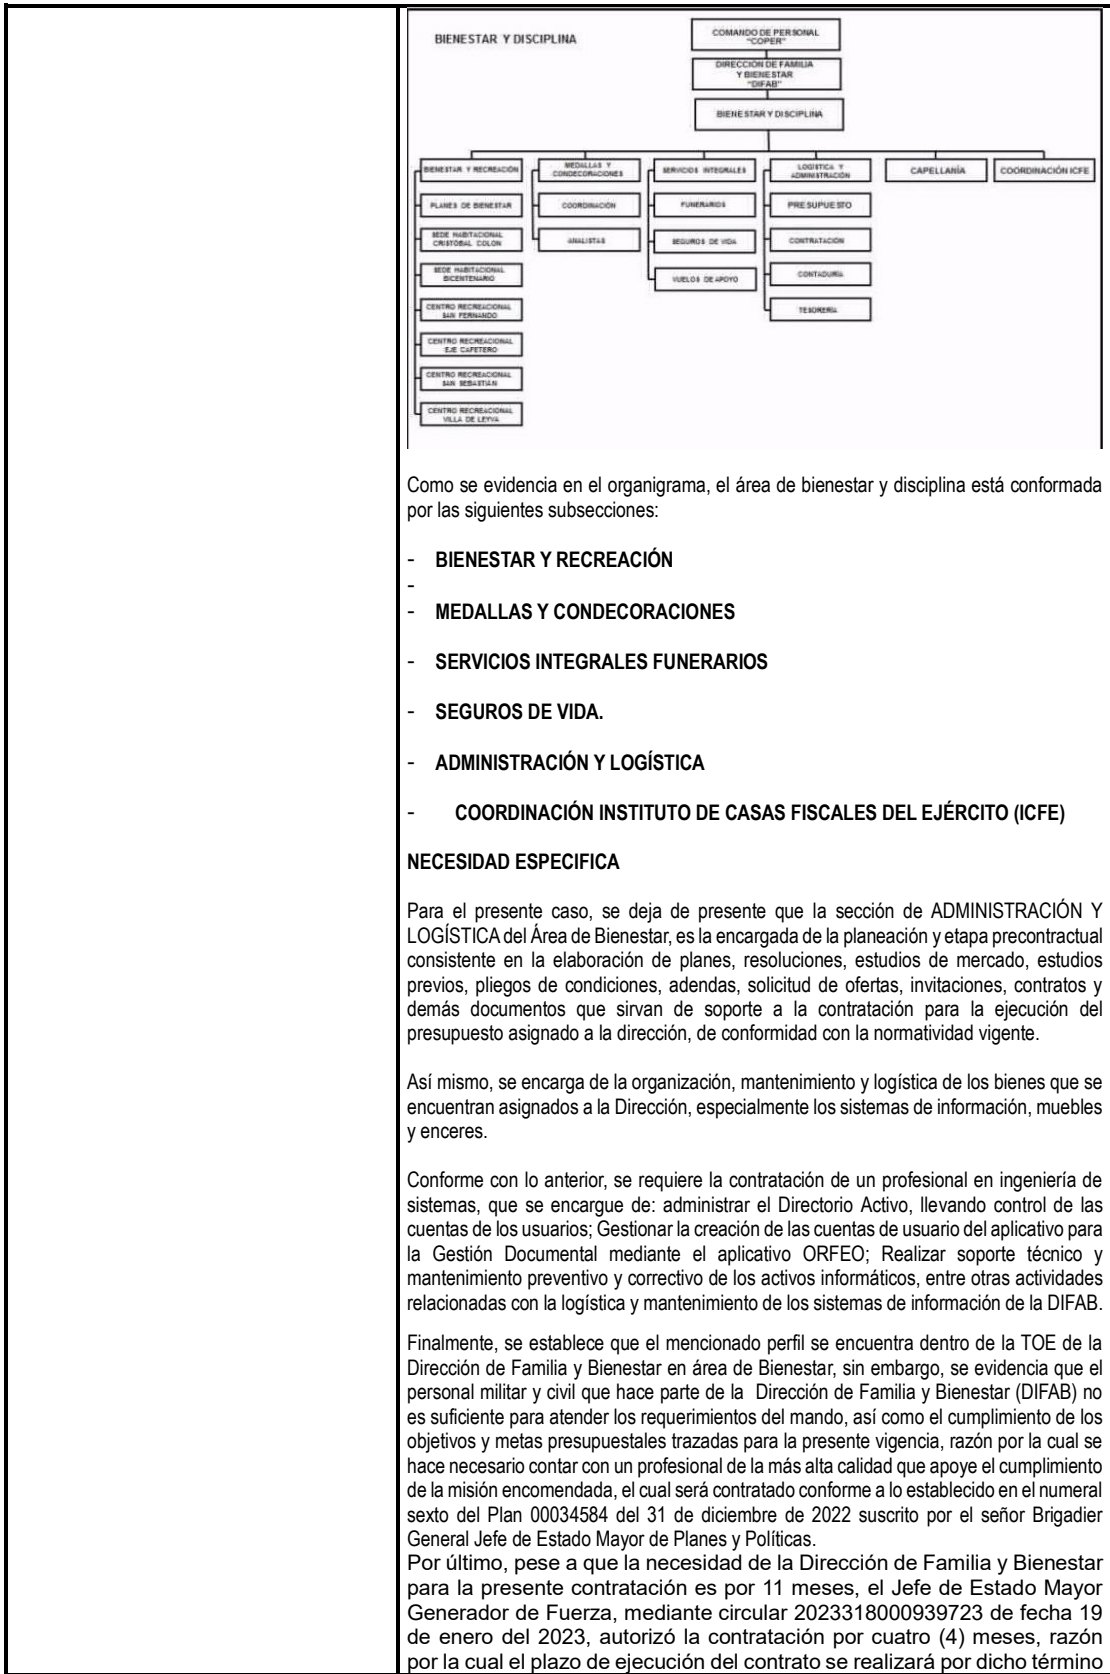 BIENESTAR Y DISCIPLINA
COMANDO DE PERSONAL
"COPER"
DIRECCIÓN DE FAMILIA
Y BIENESTAR
"DIFAB"
BIENESTAR Y DISCIPLINA
BIENESTAR Y RECREACIÓN
PLANES DE BIENESTAR
SEDE HABITACIONAL
CRISTÓBAL COLÓN
SEDE HABITACIONAL
BICENTENARIO
CENTRO RECREACIONAL
SAN FERNANDO
CENTRO RECREACIONAL
EJE CAFETERO
CENTRO RECREACIONAL
SAN SEBASTIÁN
CENTRO RECREACIONAL
VILLA DE LEYVA
MEDALLAS Y
CONDECORACIONES
COORDINACIÓN
ANALISTAS
SERVICIOS INTEGRALES
FUNERARIOS
SEGUROS DE VIDA
VUELOS DE APOYO
LOGÍSTICA Y
ADMINISTRACIÓN
PRESUPUESTO
CONTRATACIÓN
CONTADURÍA
TESORERÍA
CAPELLANÍA
COORDINACIÓN ICFE
Como se evidencia en el organigrama, el área de bienestar y disciplina está conformada
por las siguientes subsecciones:
- BIENESTAR Y RECREACIÓN
-
- MEDALLAS Y CONDECORACIONES
- SERVICIOS INTEGRALES FUNERARIOS
- SEGUROS DE VIDA.
- ADMINISTRACIÓN Y LOGÍSTICA
- COORDINACIÓN INSTITUTO DE CASAS FISCALES DEL EJÉRCITO (ICFE)
NECESIDAD ESPECIFICA
Para el presente caso, se deja de presente que la sección de ADMINISTRACIÓN Y
LOGÍSTICA del Área de Bienestar, es la encargada de la planeación y etapa precontractual
consistente en la elaboración de planes, resoluciones, estudios de mercado, estudios
previos, pliegos de condiciones, adendas, solicitud de ofertas, invitaciones, contratos y
demás documentos que sirvan de soporte a la contratación para la ejecución del
presupuesto asignado a la dirección, de conformidad con la normatividad vigente.
Así mismo, se encarga de la organización, mantenimiento y logística de los bienes que se
encuentran asignados a la Dirección, especialmente los sistemas de información, muebles
y enceres.
Conforme con lo anterior, se requiere la contratación de un profesional en ingeniería de
sistemas, que se encargue de: administrar el Directorio Activo, llevando control de las
cuentas de los usuarios; Gestionar la creación de las cuentas de usuario del aplicativo para
la Gestión Documental mediante el aplicativo ORFEO; Realizar soporte técnico y
mantenimiento preventivo y correctivo de los activos informáticos, entre otras actividades
relacionadas con la logística y mantenimiento de los sistemas de información de la DIFAB.
Finalmente, se establece que el mencionado perfil se encuentra dentro de la TOE de la
Dirección de Familia y Bienestar en área de Bienestar, sin embargo, se evidencia que el
personal militar y civil que hace parte de la Dirección de Familia y Bienestar (DIFAB) no
es suficiente para atender los requerimientos del mando, así como el cumplimiento de los
objetivos y metas presupuestales trazadas para la presente vigencia, razón por la cual se
hace necesario contar con un profesional de la más alta calidad que apoye el cumplimiento
de la misión encomendada, el cual será contratado conforme a lo establecido en el numeral
sexto del Plan 00034584 del 31 de diciembre de 2022 suscrito por el señor Brigadier
General Jefe de Estado Mayor de Planes y Políticas.
Por último, pese a que la necesidad de la Dirección de Familia y Bienestar
para la presente contratación es por 11 meses, el Jefe de Estado Mayor
Generador de Fuerza, mediante circular 2023318000939723 de fecha 19
de enero del 2023, autorizó la contratación por cuatro (4) meses, razón
por la cual el plazo de ejecución del contrato se realizará por dicho término